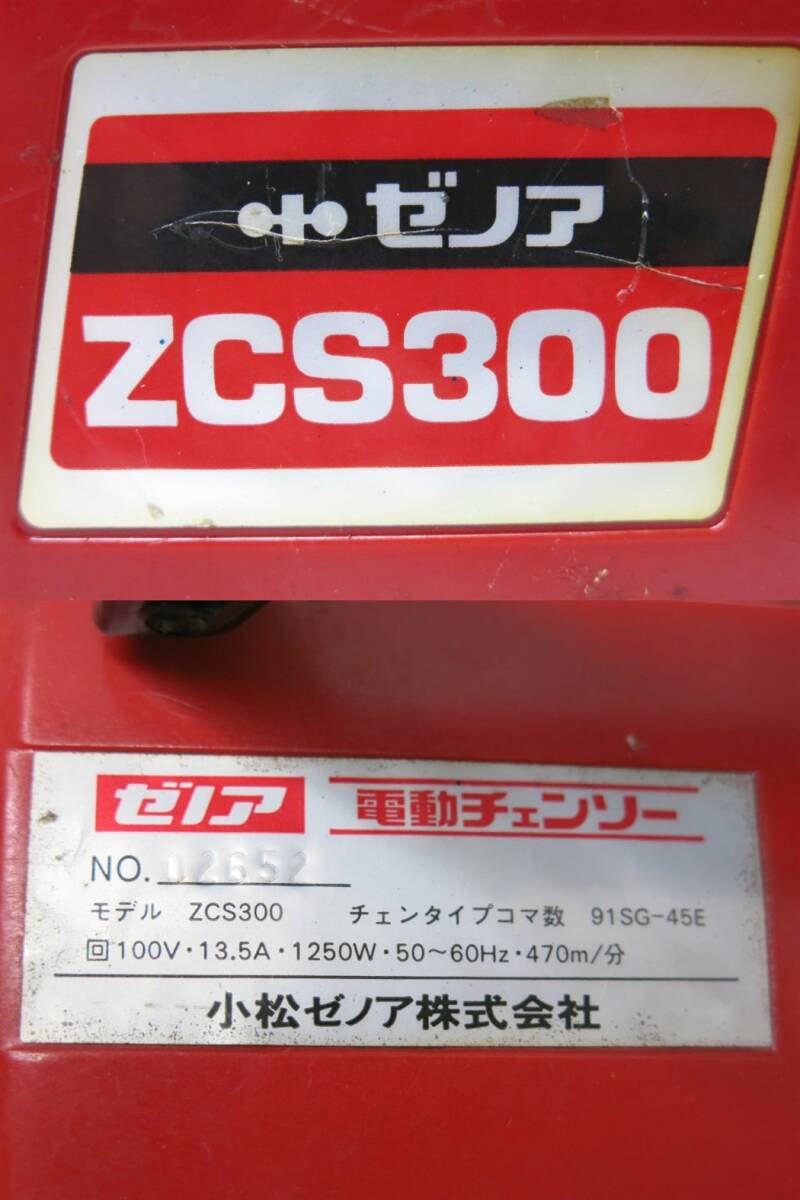 ゼノア
ZCS300
ゼノア 電動チェンソー
NO. 02652
モデル ZCS300 チェンタイプコマ数 91SG-45E
回100V・13.5A・1250W・50〜60Hz・470m/分
小松ゼノア株式会社